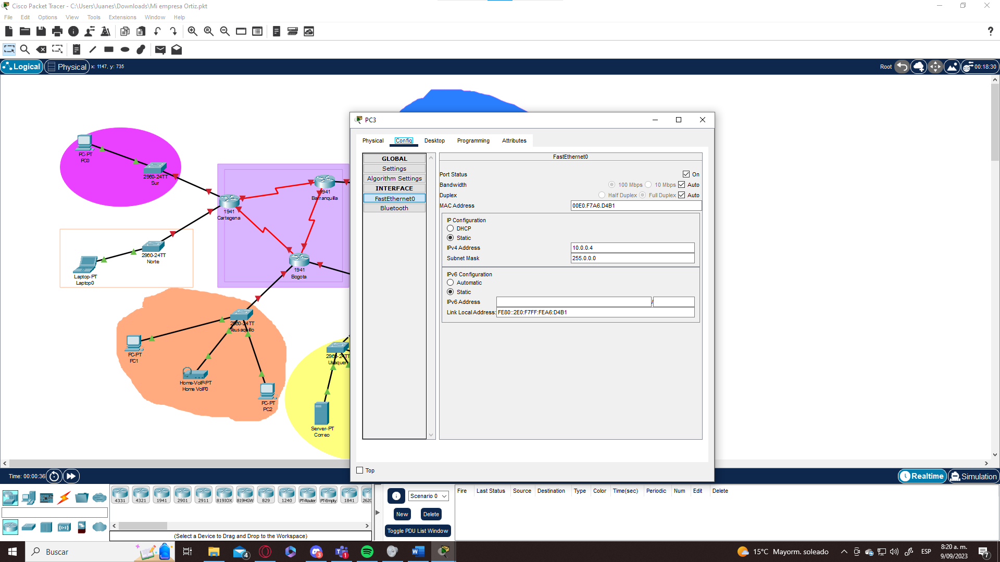 Cisco Packet Tracer - C:\Users\Juanes\Downloads\Mi empresa Ortiz.pkt
File Edit Options View Tools Extensions Window Help
Logical Physical x: 1147, y: 735
Root 00:18:30
PC-PT
PC0
2960-24TT
Sur
1941
Cartegena
1941
Barranquilla
2960-24TT
Norte
Laptop-PT
Laptop0
1941
Bogota
2960-24TT
Teusaquillo
PC-PT
PC1
Home-VoIP-PT
Home VoIP0
PC-PT
PC2
2960-24TT
Usaquen
Server-PT
Correo
PC3
Physical Config Desktop Programming Attributes
GLOBAL
Settings
Algorithm Settings
INTERFACE
FastEthernet0
Bluetooth
FastEthernet0
Port Status On
Bandwidth 100 Mbps 10 Mbps Auto
Duplex Half Duplex Full Duplex Auto
MAC Address 00E0.F7A6.D4B1
IP Configuration
DHCP
Static
IPv4 Address 10.0.0.4
Subnet Mask 255.0.0.0
IPv6 Configuration
Automatic
Static
IPv6 Address /
Link Local Address: FE80::2E0:F7FF:FEA6:D4B1
Top
Time: 00:00:36
Realtime Simulation
4331 4321 1941 2901 2911 819IOX 819HGW 829 1240 PT-Router PT-Empty 1841 2620
(Select a Device to Drag and Drop to the Workspace)
Scenario 0
New Delete
Toggle PDU List Window
Fire Last Status Source Destination Type Color Time(sec) Periodic Num Edit Delete
Buscar
4
3
1
15°C Mayorm. soleado
ESP
8:20 a. m.
9/09/2023
7